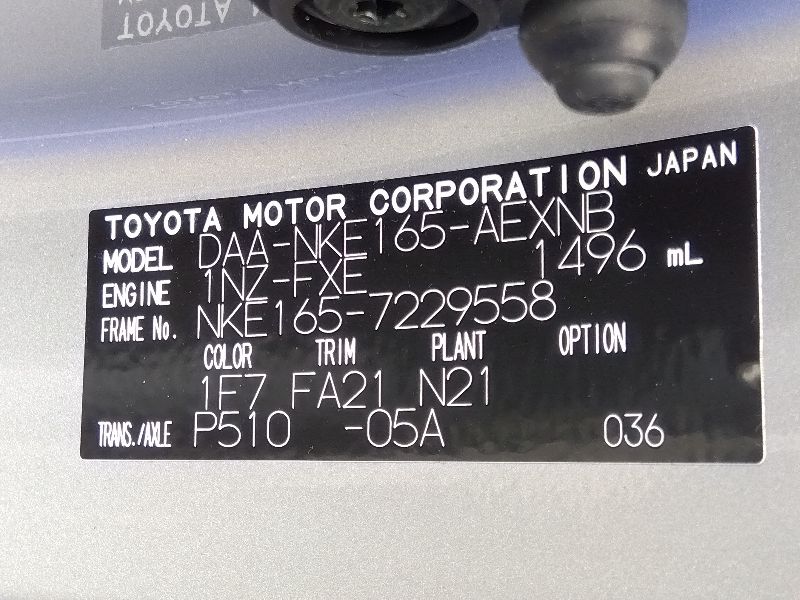 TOYOTA MOTOR CORPORATION JAPAN
MODEL DAA-NKE165-AEXNB
ENGINE 1NZ-FXE 1496 mL
FRAME No. NKE165-7229558
COLOR TRIM PLANT OPTION
1E7 FA21 N21
TRANS./AXLE P510 -05A 036